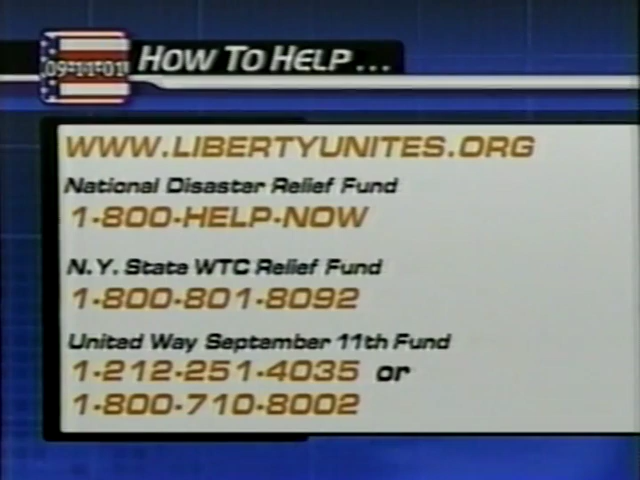 09-11-01
HOW TO HELP...
WWW.LIBERTYUNITES.ORG
National Disaster Relief Fund
1-800-HELP-NOW
N.Y. State WTC Relief Fund
1-800-801-8092
United Way September 11th Fund
1-212-251-4035 or
1-800-710-8002